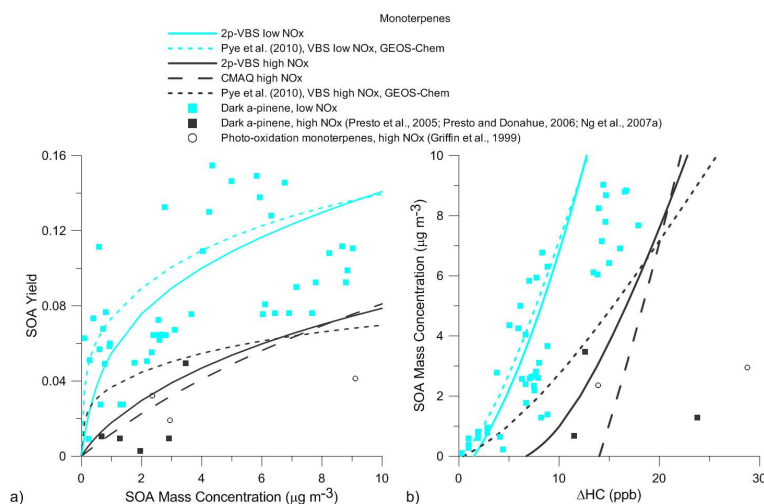 Monoterpenes
2p-VBS low NOx
Pye et al. (2010), VBS low NOx, GEOS-Chem
2p-VBS high NOx
CMAQ high NOx
Pye et al. (2010), VBS high NOx, GEOS-Chem
Dark a-pinene, low NOx
Dark a-pinene, high NOx (Presto et al., 2005; Presto and Donahue, 2006; Ng et al., 2007a)
Photo-oxidation monoterpenes, high NOx (Griffin et al., 1999)
0.16
0.12
0.08
0.04
0
SOA Yield
0 2 4 6 8 10
SOA Mass Concentration (μg m-3)
a)
10
8
6
4
2
0
SOA Mass Concentration (μg m-3)
0 10 20 30
ΔHC (ppb)
b)